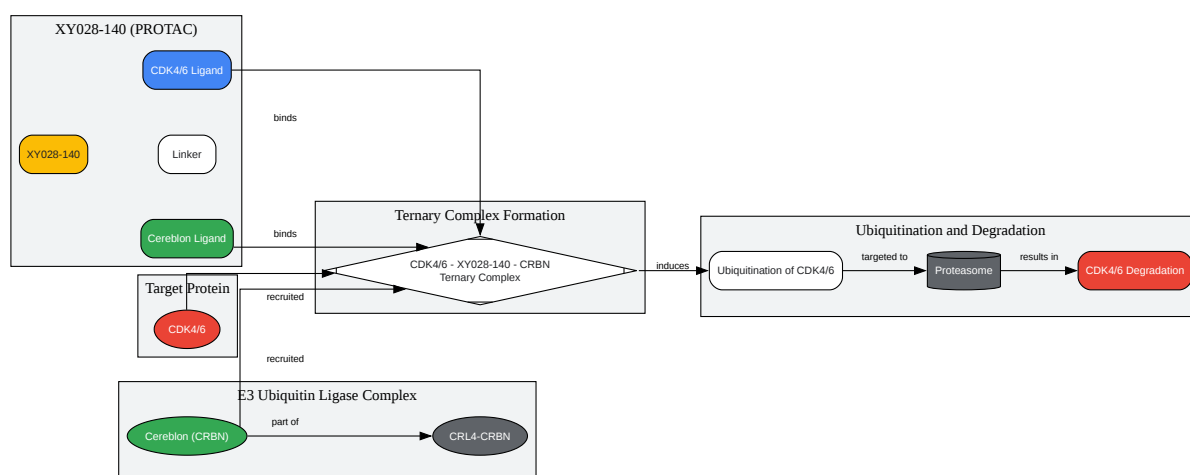 XY028-140 (PROTAC)
CDK4/6 Ligand
binds
XY028-140
Linker
Cereblon Ligand
binds
Ternary Complex Formation
CDK4/6 - XY028-140 - CRBN
Ternary Complex
induces
Ubiquitination and Degradation
Ubiquitination of CDK4/6
targeted to
Proteasome
results in
CDK4/6 Degradation
Target Protein
CDK4/6
recruited
recruited
E3 Ubiquitin Ligase Complex
Cereblon (CRBN)
part of
CRL4-CRBN